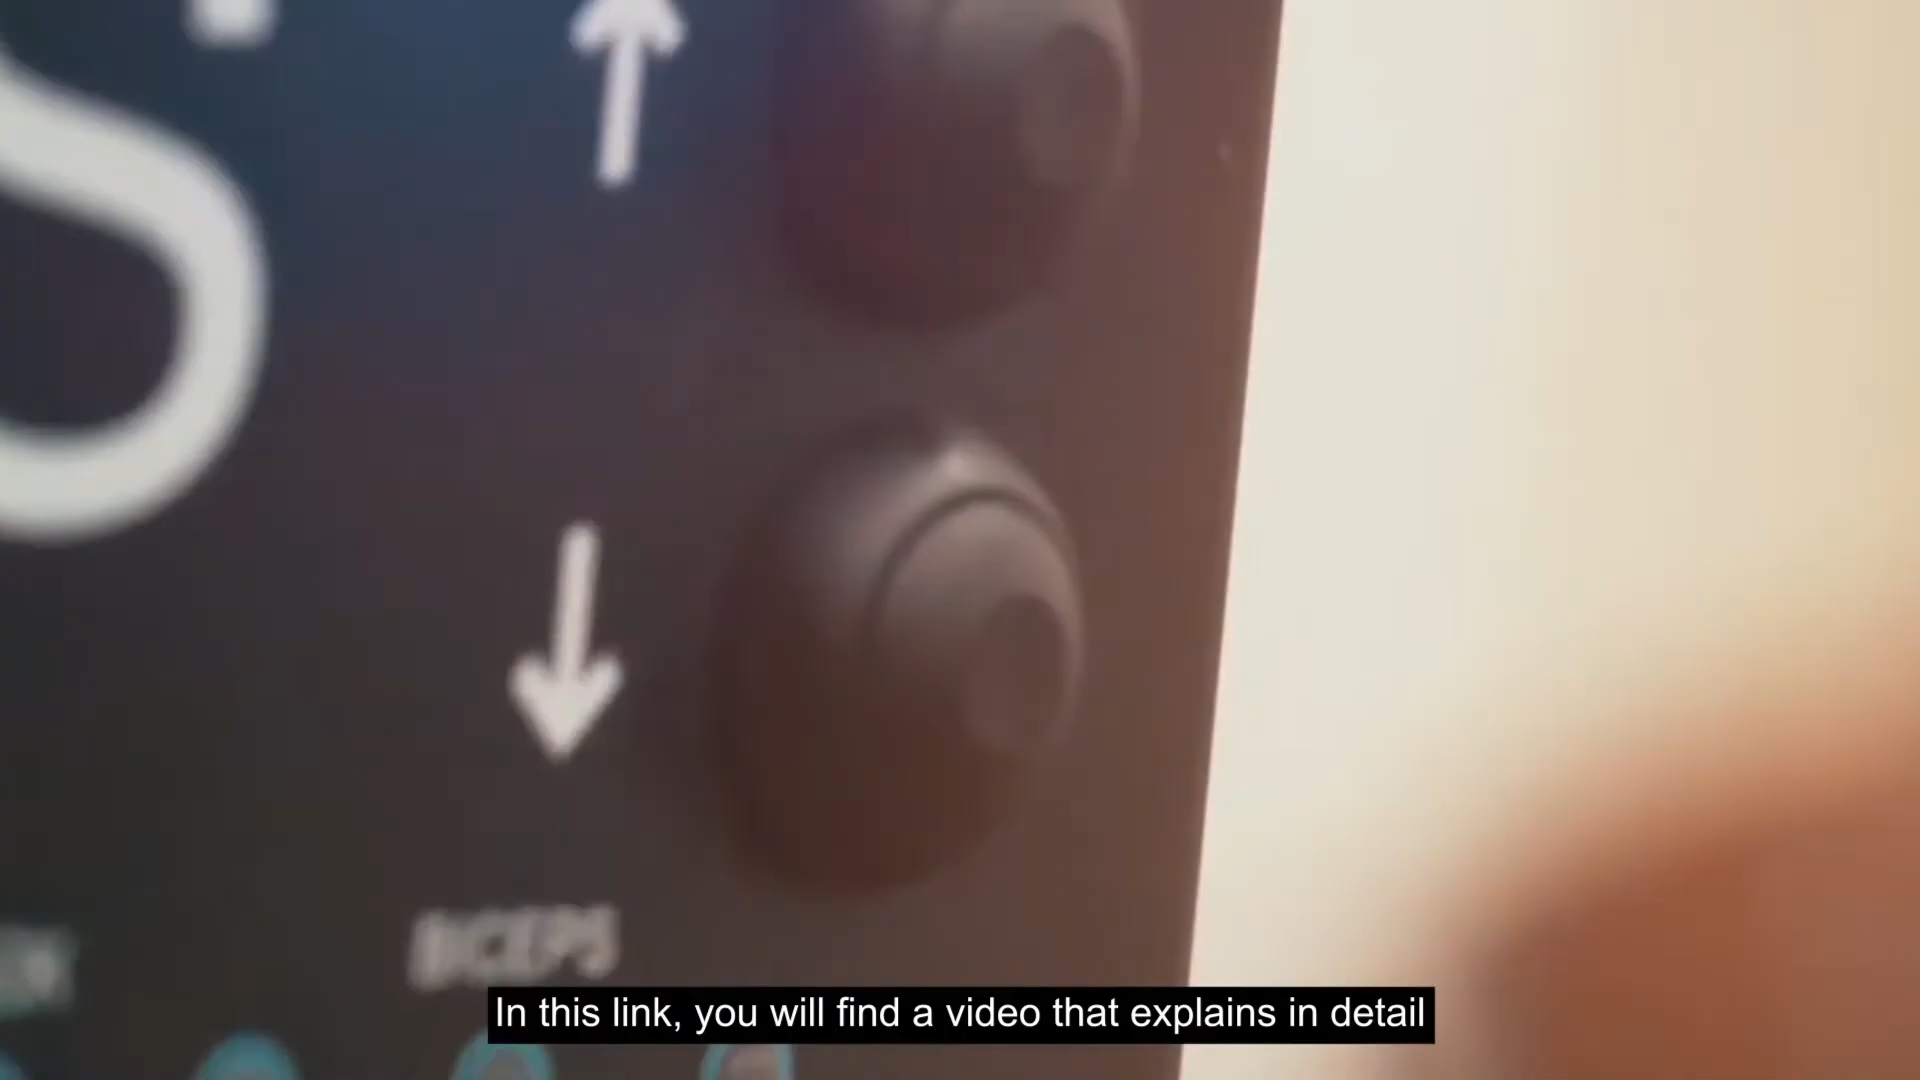 S
BICEPS
In this link, you will find a video that explains in detail